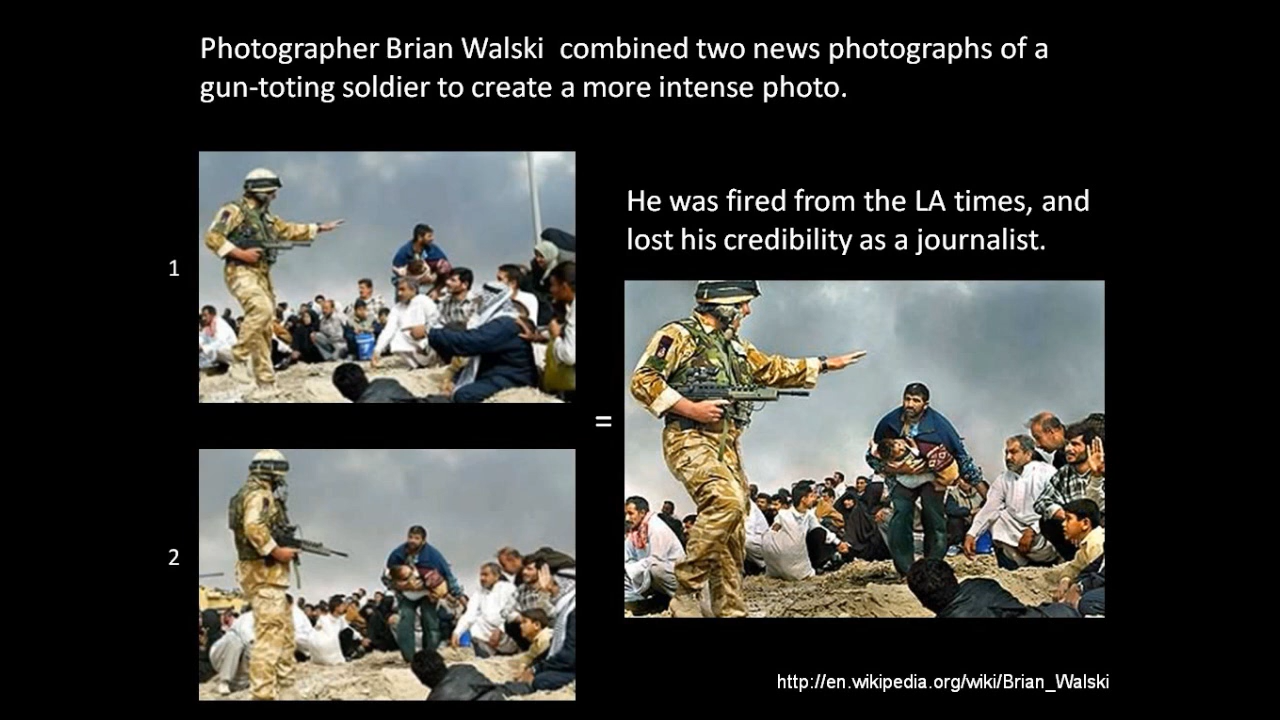 Photographer Brian Walski  combined two news photographs of a
gun-toting soldier to create a more intense photo.
He was fired from the LA times, and
lost his credibility as a journalist.
1
=
2
http://en.wikipedia.org/wiki/Brian_Walski